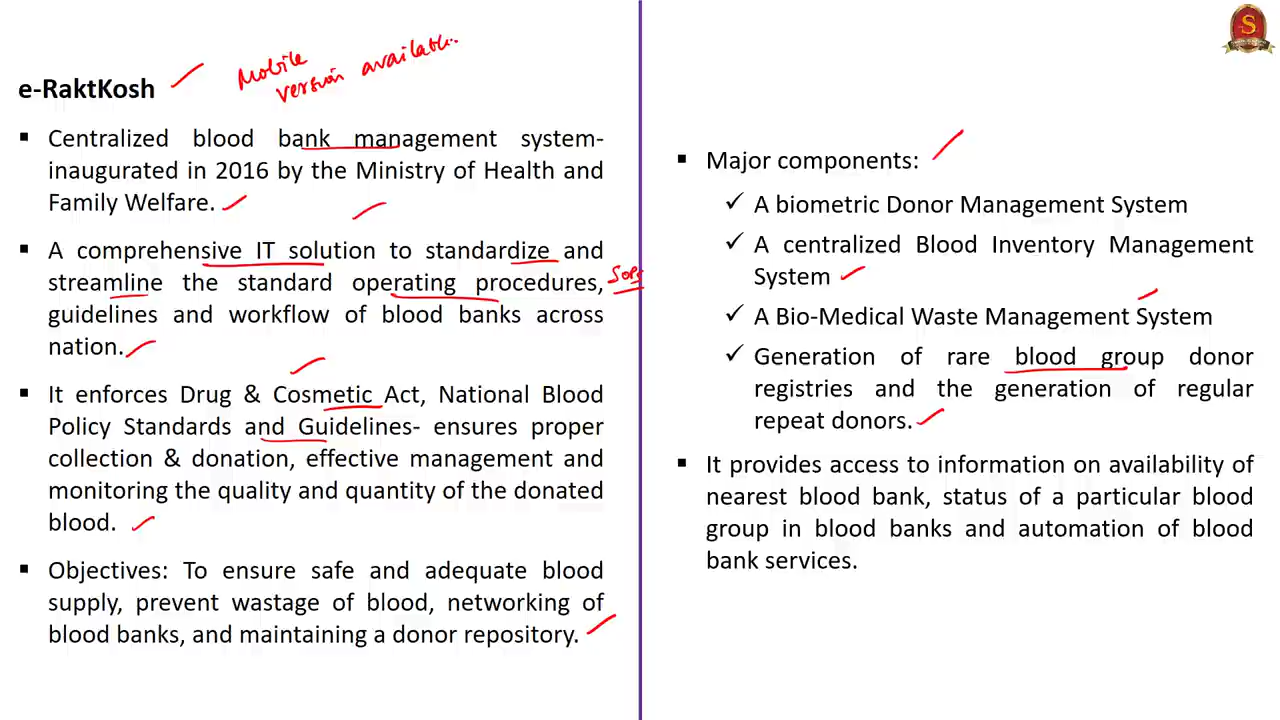 e-RaktKosh
Mobile
version available
▪ Centralized blood bank management system-
inaugurated in 2016 by the Ministry of Health and
Family Welfare.
▪ A comprehensive IT solution to standardize and
streamline the standard operating procedures, SOPs
guidelines and workflow of blood banks across
nation.
▪ It enforces Drug & Cosmetic Act, National Blood
Policy Standards and Guidelines- ensures proper
collection & donation, effective management and
monitoring the quality and quantity of the donated
blood.
▪ Objectives: To ensure safe and adequate blood
supply, prevent wastage of blood, networking of
blood banks, and maintaining a donor repository.
▪ Major components:
✓ A biometric Donor Management System
✓ A centralized Blood Inventory Management
System
✓ A Bio-Medical Waste Management System
✓ Generation of rare blood group donor
registries and the generation of regular
repeat donors.
▪ It provides access to information on availability of
nearest blood bank, status of a particular blood
group in blood banks and automation of blood
bank services.
S